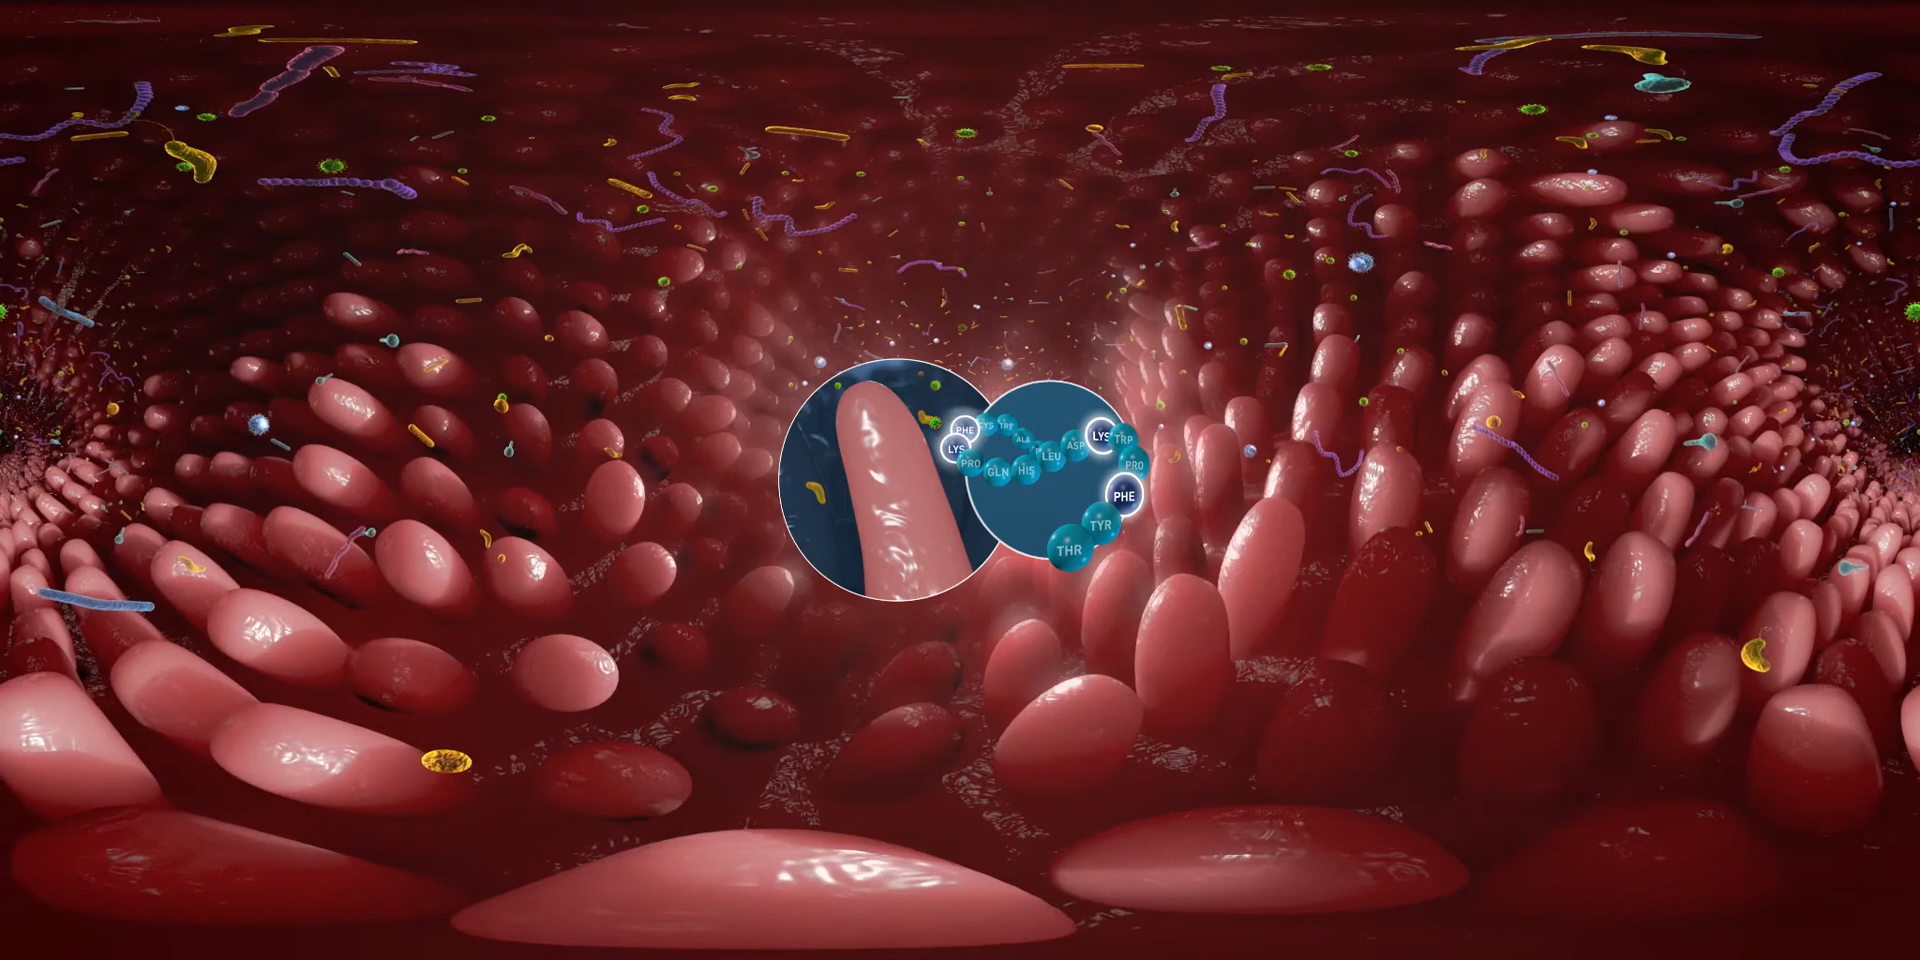 PHE
CYS
TRP
ALA
LEU
ASP
LYS
TRP
LYS
PRO
GLN
HIS
PRO
PHE
TYR
THR